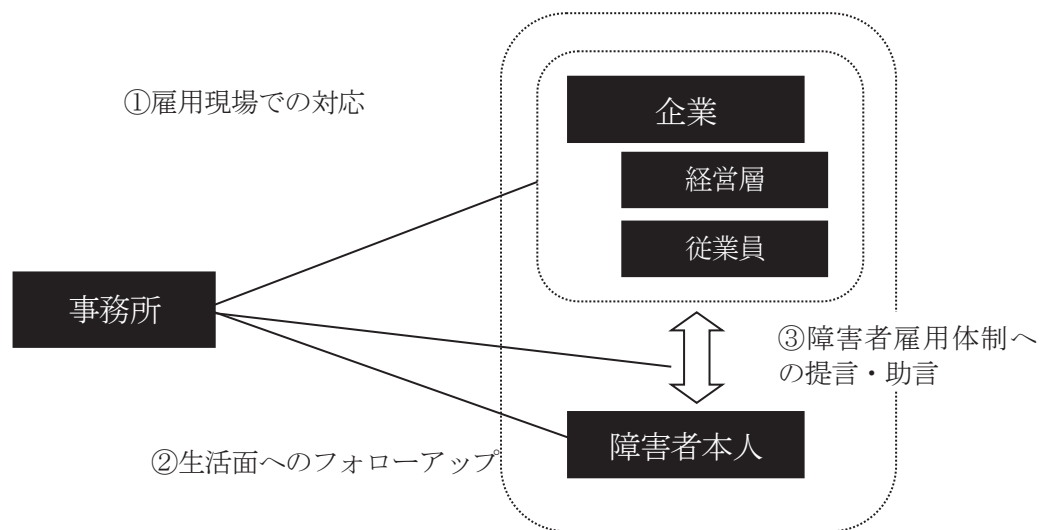 ①雇用現場での対応
企業
経営層
従業員
事務所
③障害者雇用体制へ
の提言・助言
障害者本人
②生活面へのフォローアップ